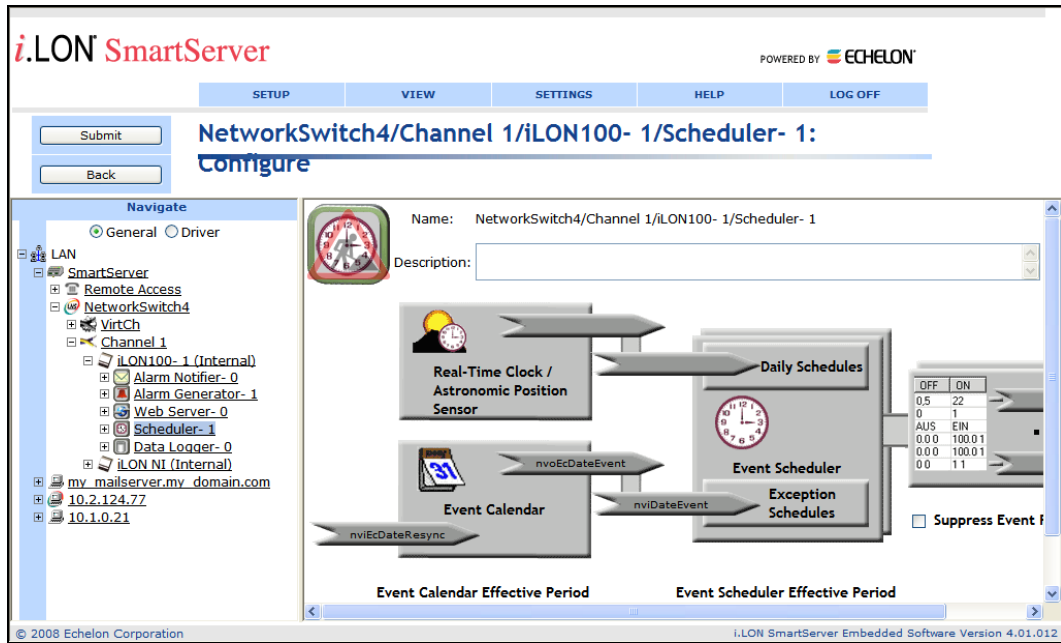 i.LON SmartServer
POWERED BY ECHELON
SETUP VIEW SETTINGS HELP LOG OFF
Submit
Back
NetworkSwitch4/Channel 1/iLON100- 1/Scheduler- 1:
Configure
Navigate
General Driver
LAN
SmartServer
Remote Access
NetworkSwitch4
VirtCh
Channel 1
iLON100- 1 (Internal)
Alarm Notifier- 0
Alarm Generator- 1
Web Server- 0
Scheduler- 1
Data Logger- 0
iLON NI (Internal)
my_mailserver.my_domain.com
10.2.124.77
10.1.0.21
Name: NetworkSwitch4/Channel 1/iLON100- 1/Scheduler- 1
Description:
Real-Time Clock /
Astronomic Position
Sensor
Daily Schedules
Event Scheduler
Exception
Schedules
nvoEcDateEvent
nviDateEvent
31
Event Calendar
nviEcDateResync
OFF ON
0,5 22
0 1
AUS EIN
0.0 0 100.0 1
0.0 0 100.0 1
0 0 1 1
Suppress Event F
Event Calendar Effective Period
Event Scheduler Effective Period
© 2008 Echelon Corporation
i.LON SmartServer Embedded Software Version 4.01.012